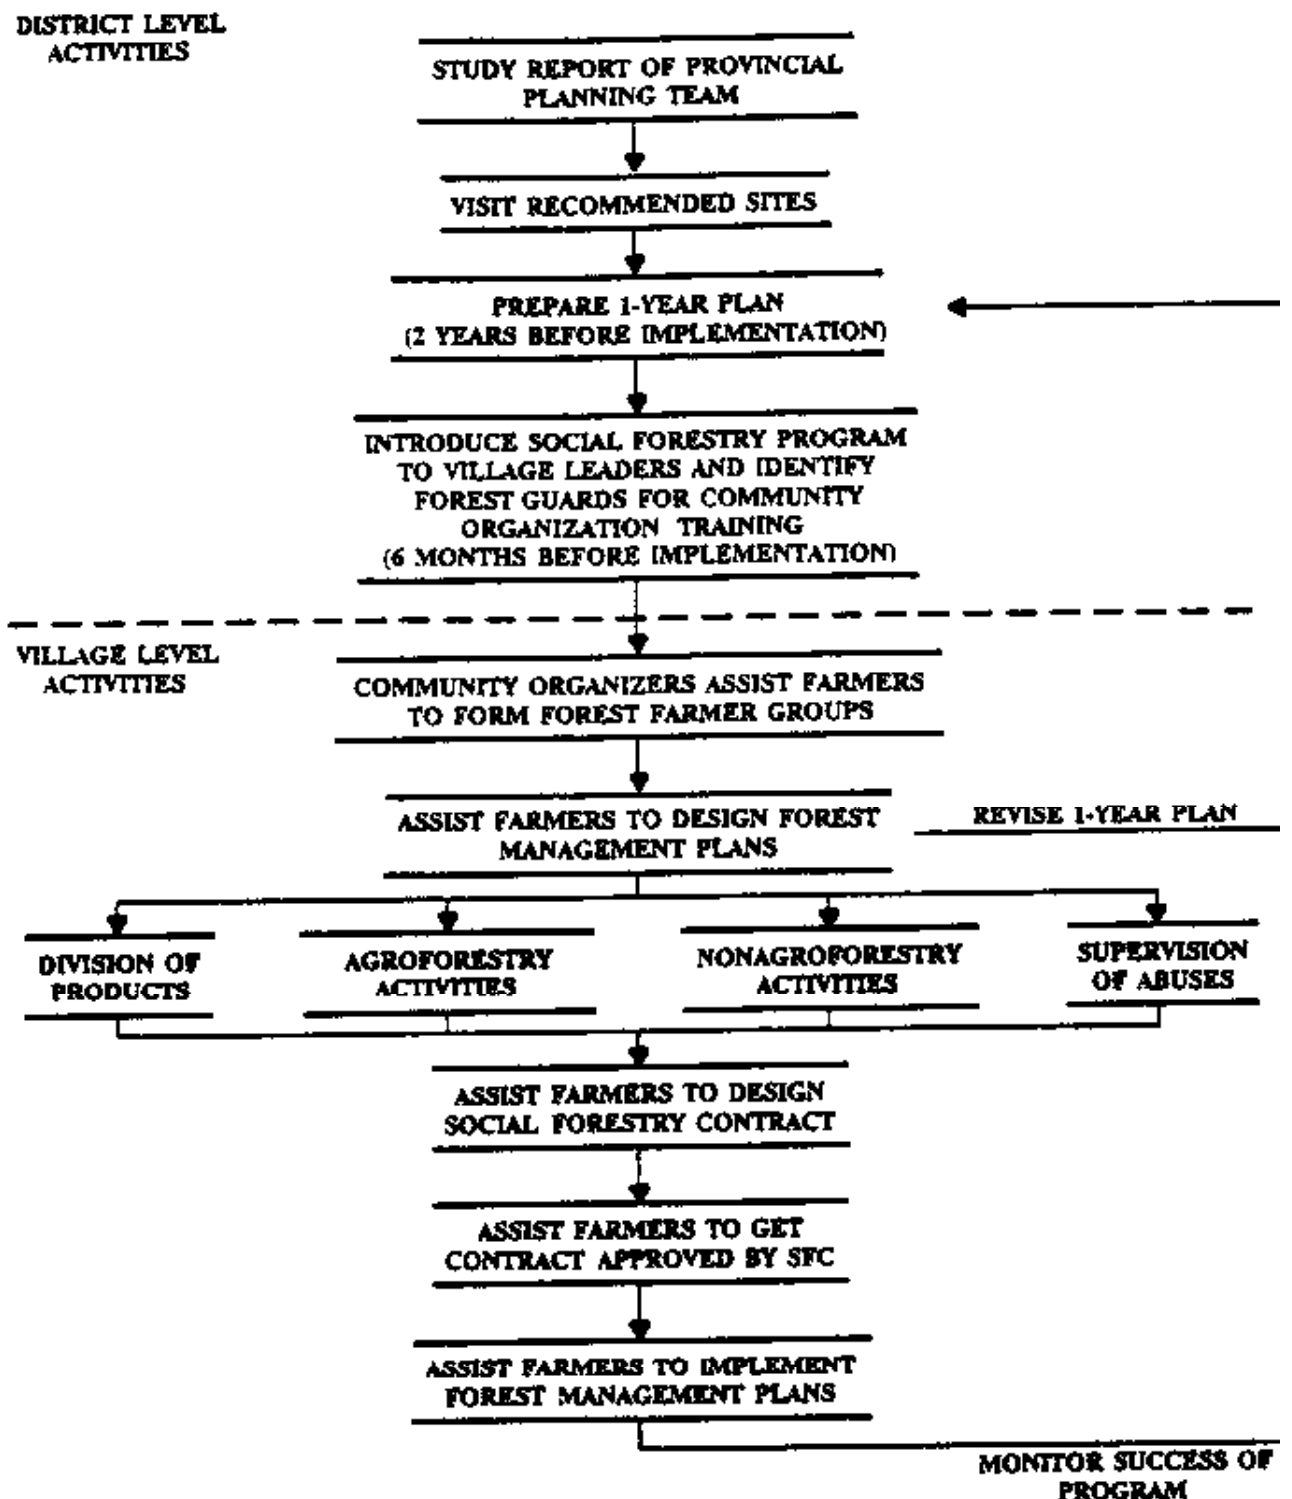 DISTRICT LEVEL
ACTIVITIES
STUDY REPORT OF PROVINCIAL
PLANNING TEAM
VISIT RECOMMENDED SITES
PREPARE 1-YEAR PLAN
(2 YEARS BEFORE IMPLEMENTATION)
INTRODUCE SOCIAL FORESTRY PROGRAM
TO VILLAGE LEADERS AND IDENTIFY
FOREST GUARDS FOR COMMUNITY
ORGANIZATION TRAINING
(6 MONTHS BEFORE IMPLEMENTATION)
VILLAGE LEVEL
ACTIVITIES
COMMUNITY ORGANIZERS ASSIST FARMERS
TO FORM FOREST FARMER GROUPS
ASSIST FARMERS TO DESIGN FOREST
MANAGEMENT PLANS
REVISE 1-YEAR PLAN
DIVISION OF
PRODUCTS
AGROFORESTRY
ACTIVITIES
NONAGROFORESTRY
ACTIVITIES
SUPERVISION
OF ABUSES
ASSIST FARMERS TO DESIGN
SOCIAL FORESTRY CONTRACT
ASSIST FARMERS TO GET
CONTRACT APPROVED BY SFC
ASSIST FARMERS TO IMPLEMENT
FOREST MANAGEMENT PLANS
MONITOR SUCCESS OF
PROGRAM